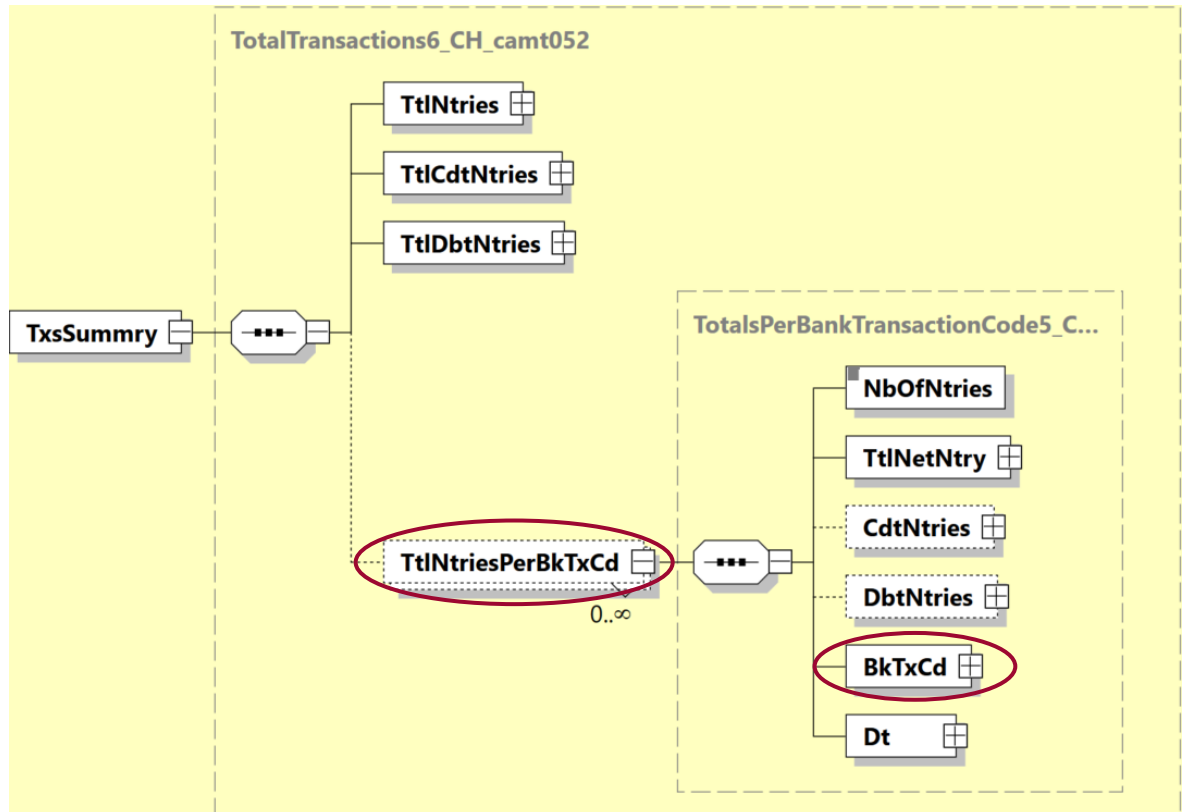 TotalTransactions6_CH_camt052
TtlNtries
TtlCdtNtries
TtlDbtNtries
TxsSummry
TotalsPerBankTransactionCode5_C...
NbOfNtries
TtlNetNtry
CdtNtries
TtlNtriesPerBkTxCd
0..∞
DbtNtries
BkTxCd
Dt